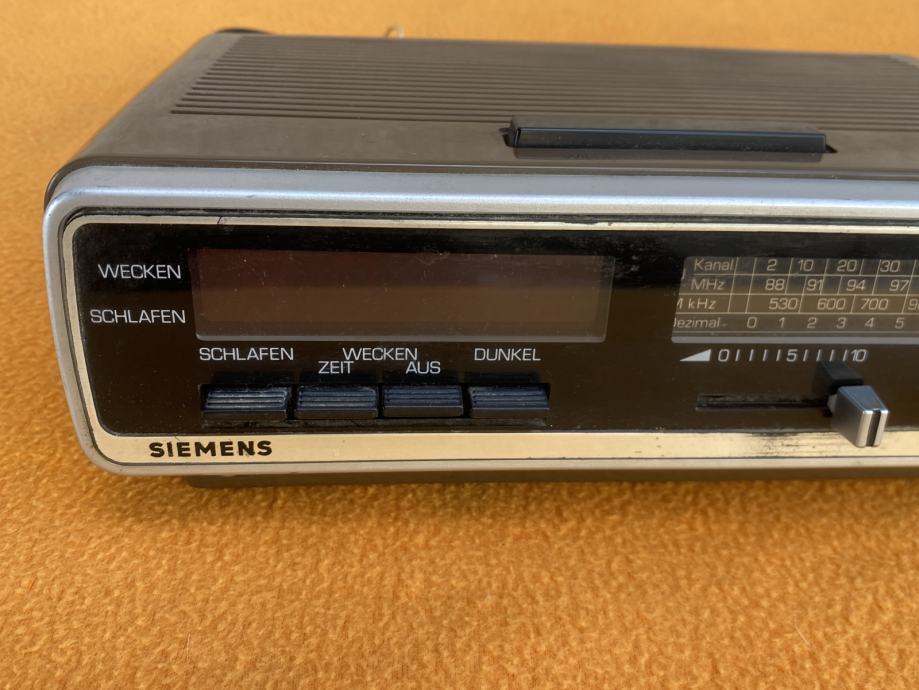 WECKEN
SCHLAFEN
SCHLAFEN
WECKEN
ZEIT AUS
DUNKEL
SIEMENS
Kanal 2 10 20 30
MHz 88 91 94 97
kHz 530 600 700
0 1 2 3 4 5
0 5 10